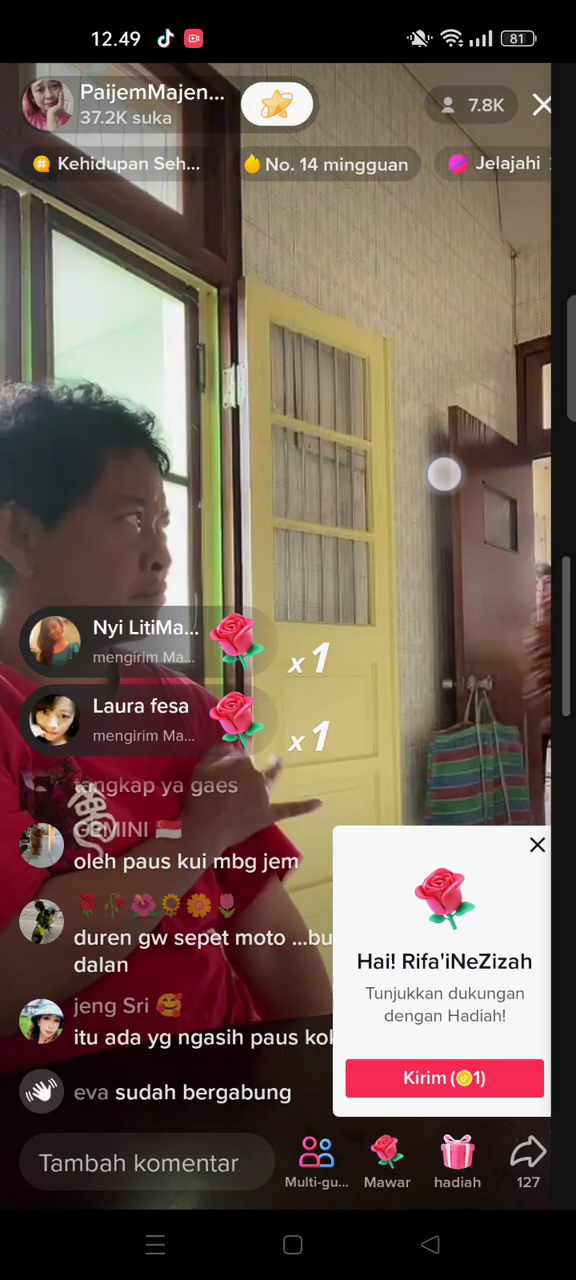 12.49
81
PaijemMajen...
37.2K suka
7.8K
Kehidupan Seh...
No. 14 mingguan
Jelajahi
Nyi LitiMa...
mengirim Ma...
x1
Laura fesa
mengirim Ma...
x1
tangkap ya gaes
GEMINI 🇸🇬
oleh paus kui mbg jem
🌹🥀🌺🌻🌼🌷
duren gw sepet moto ...bu
dalan
jeng Sri 🥰
itu ada yg ngasih paus kok
eva sudah bergabung
Hai! Rifa'iNeZizah
Tunjukkan dukungan
dengan Hadiah!
Kirim (1)
Tambah komentar
Multi-gu...
Mawar
hadiah
127